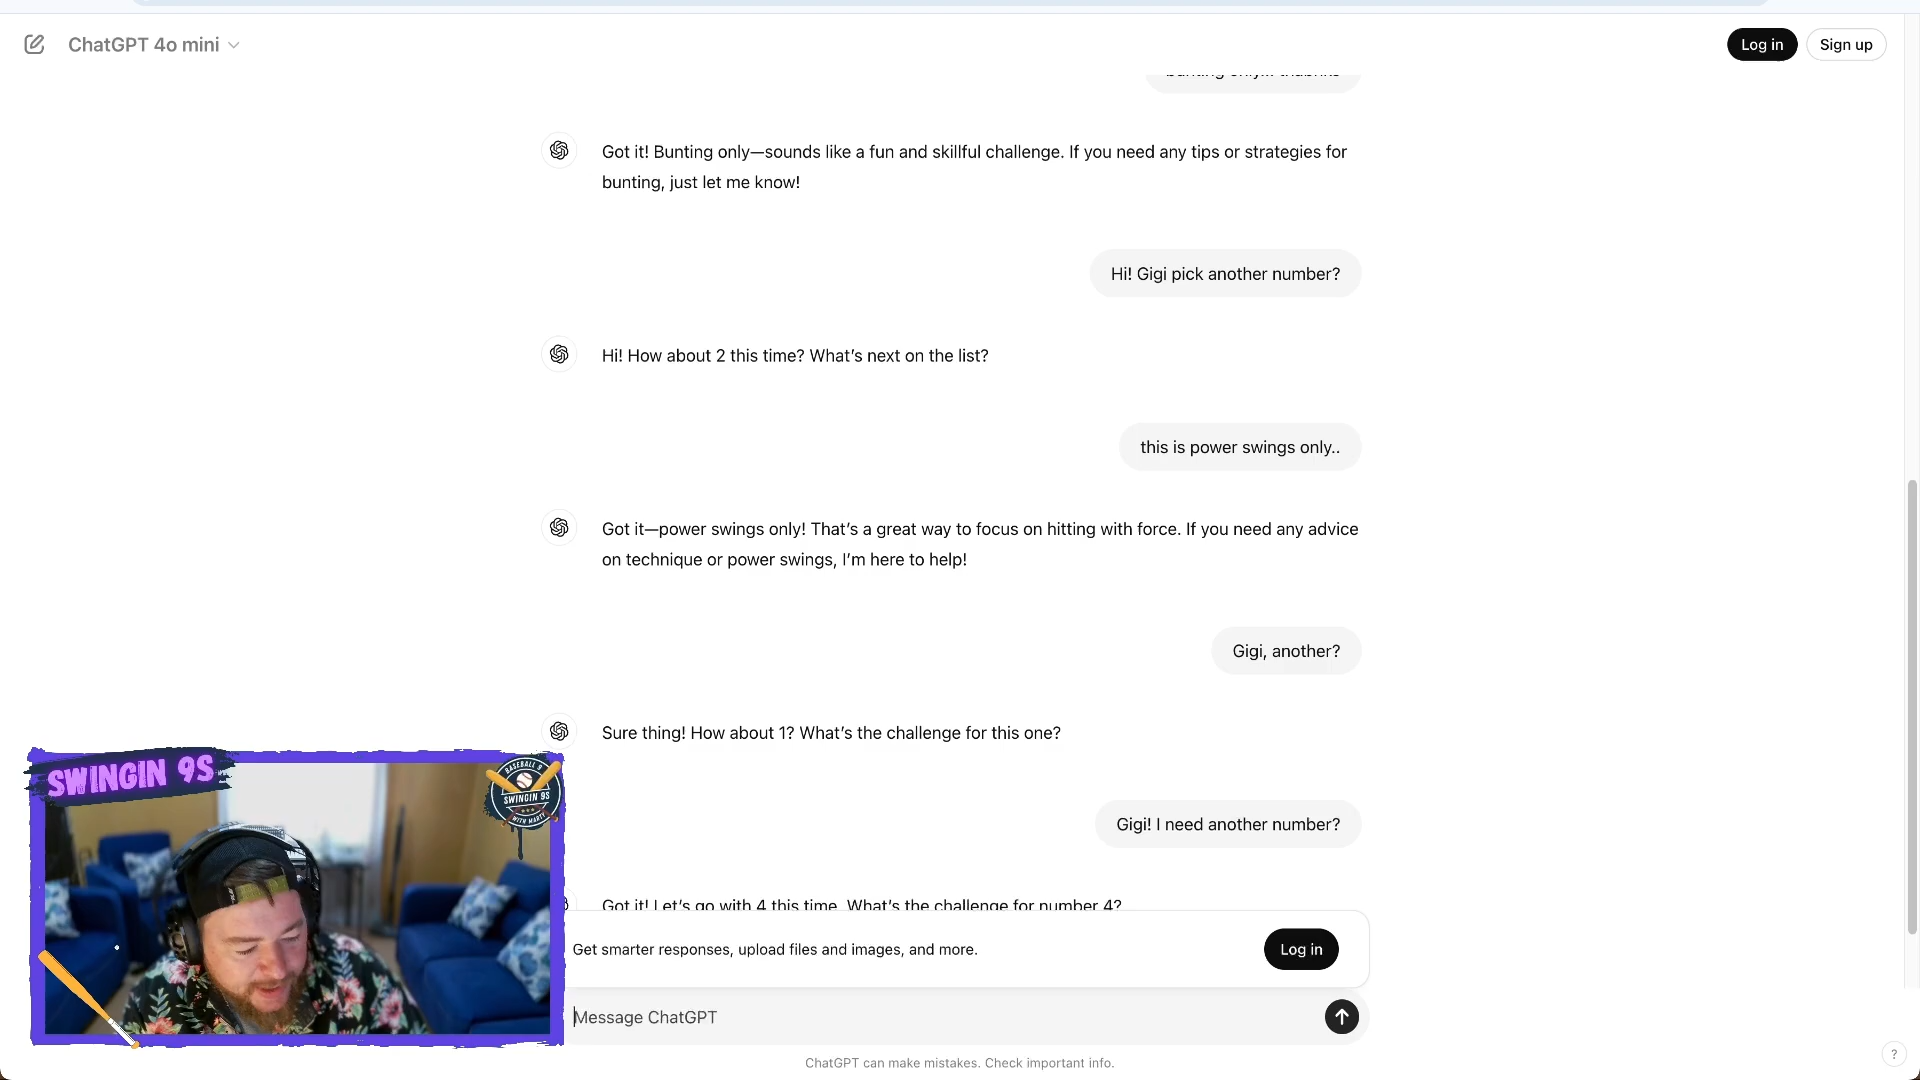 ChatGPT 4o mini
Log in
Sign up
bunting only...
Got it! Bunting only—sounds like a fun and skillful challenge. If you need any tips or strategies for
bunting, just let me know!
Hi! Gigi pick another number?
Hi! How about 2 this time? What's next on the list?
this is power swings only..
Got it—power swings only! That's a great way to focus on hitting with force. If you need any advice
on technique or power swings, I'm here to help!
Gigi, another?
Sure thing! How about 1? What's the challenge for this one?
Gigi! I need another number?
Got it! Let's go with 4 this time. What's the challenge for number 4?
SWINGIN 9S
BASEBALL 9
SWINGIN 9S
WITH MARTY
Get smarter responses, upload files and images, and more.
Log in
Message ChatGPT
ChatGPT can make mistakes. Check important info.
?